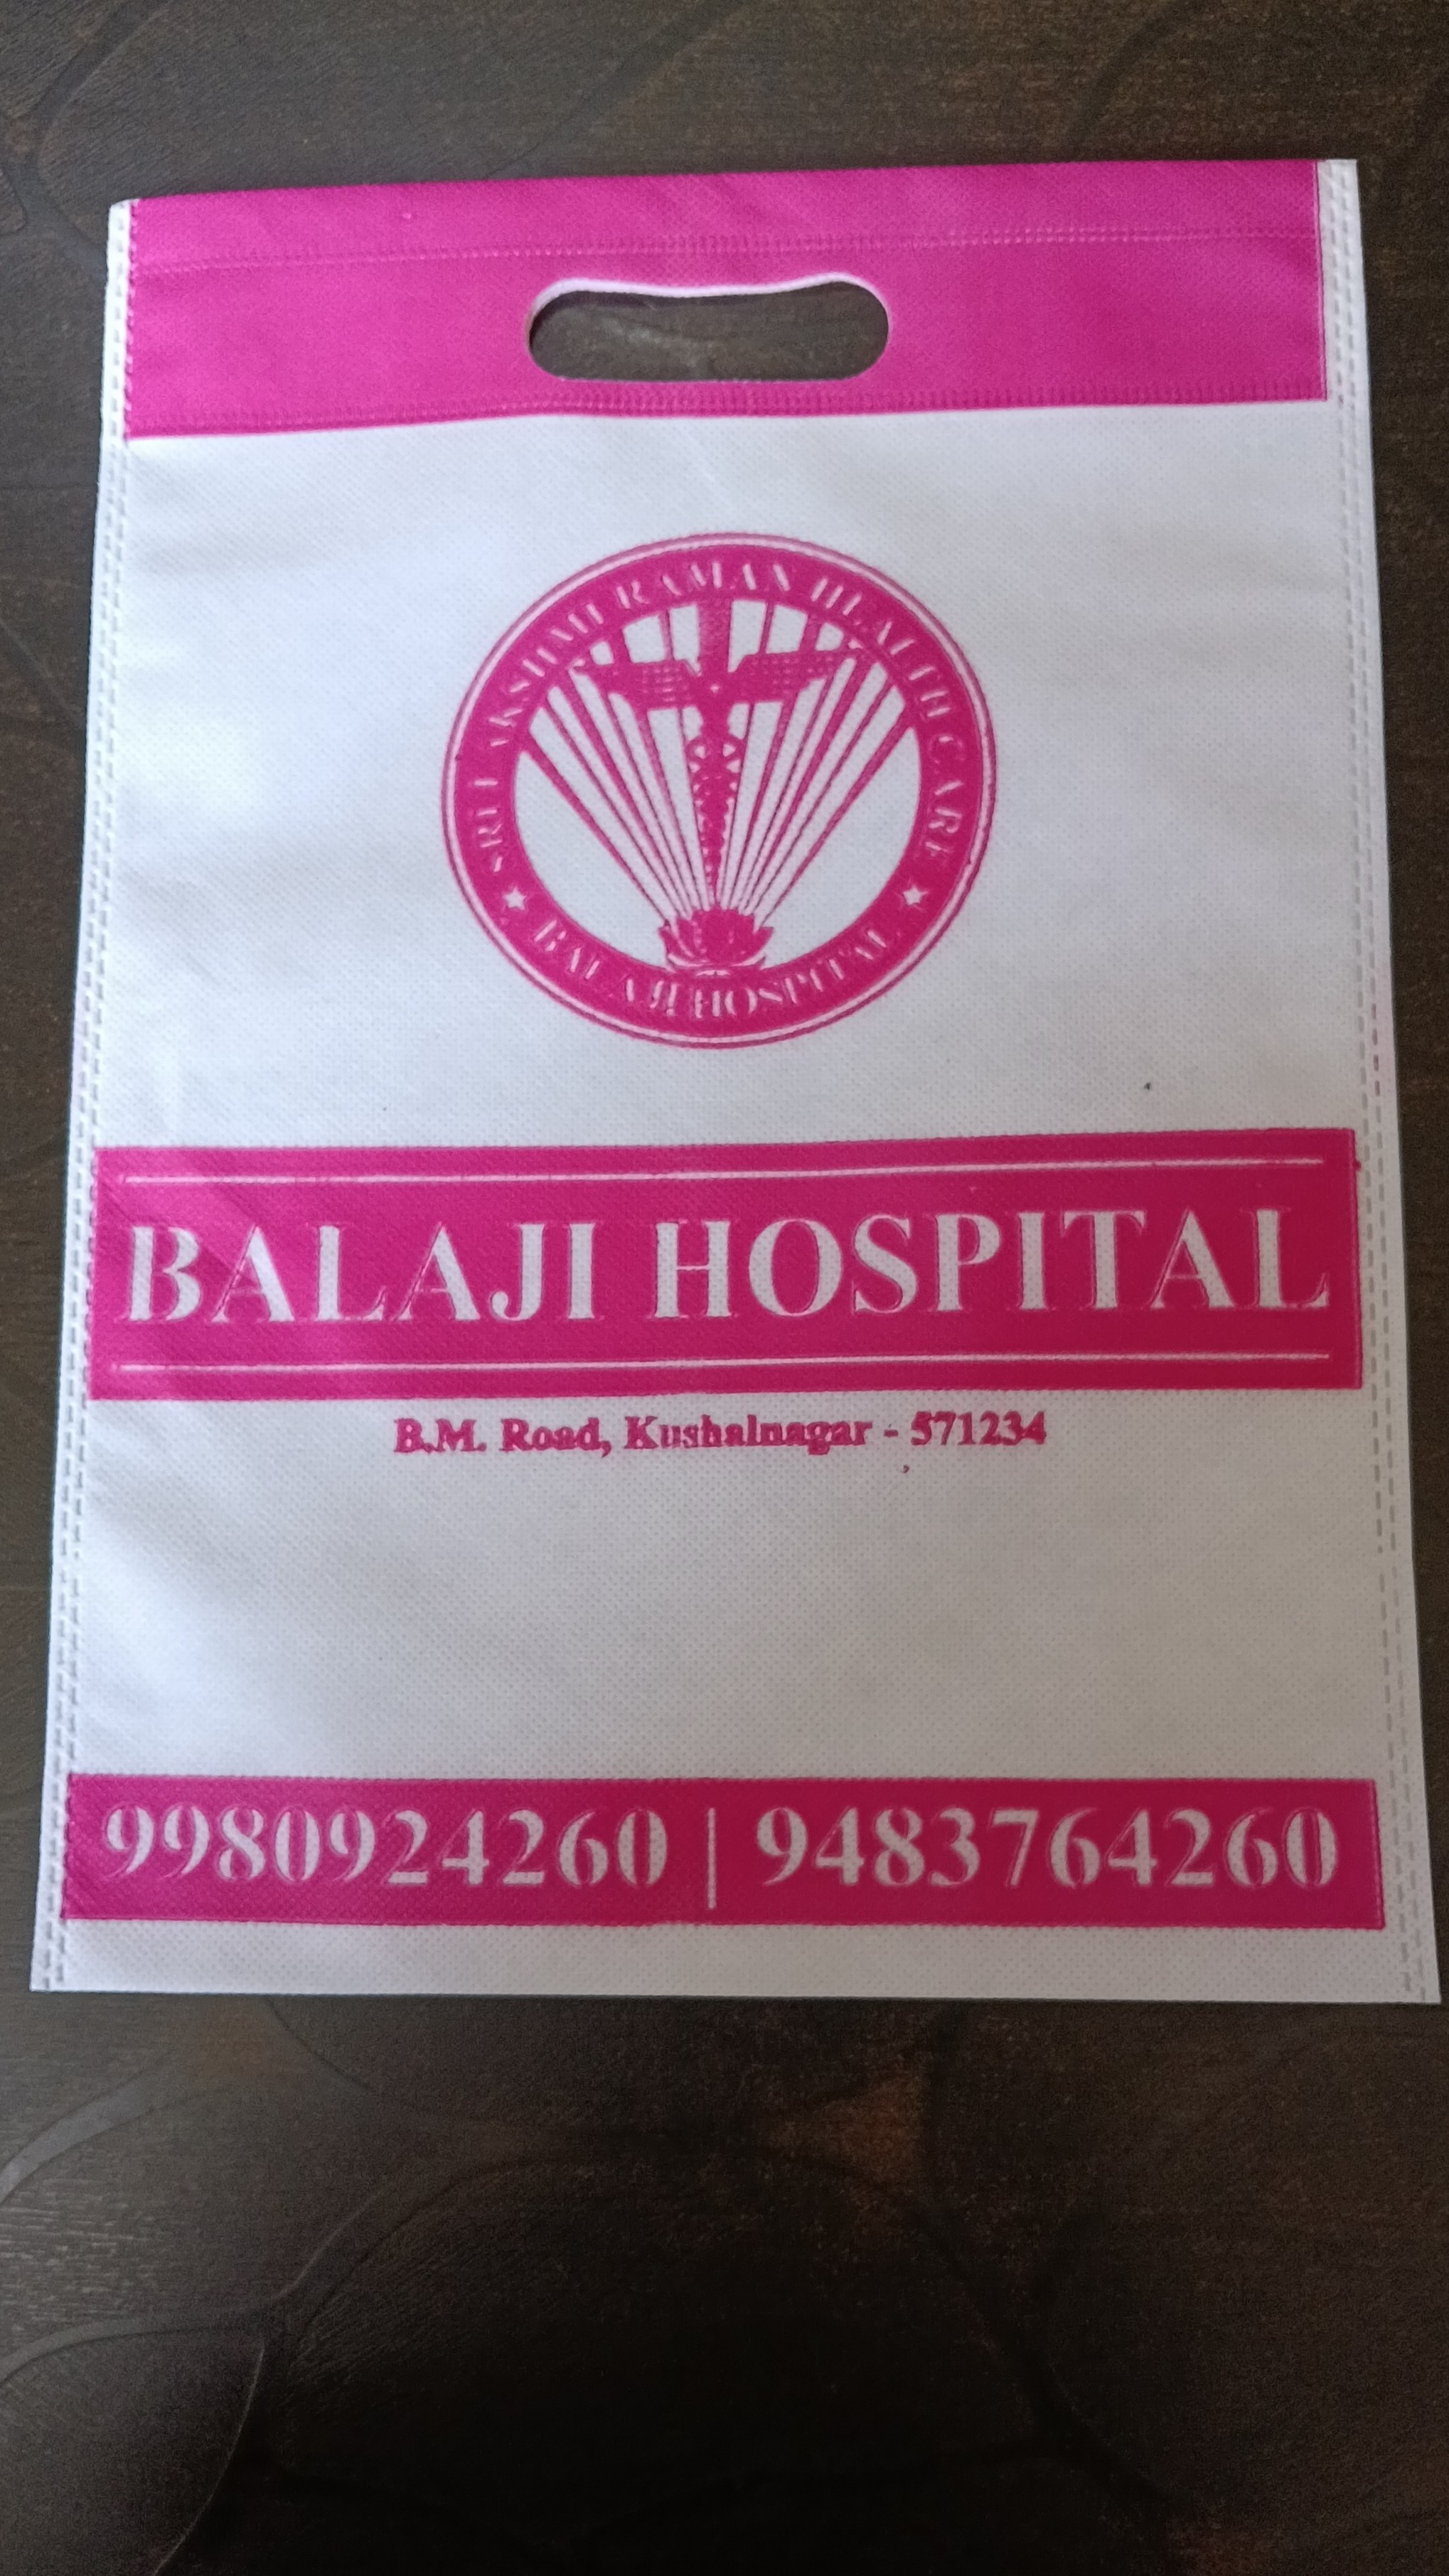 SRI LAKSHMI RAMAN HEALTH CARE
★ BALAJI HOSPITAL ★
BALAJI HOSPITAL
B.M. Road, Kushalnagar - 571234
9980924260 | 9483764260